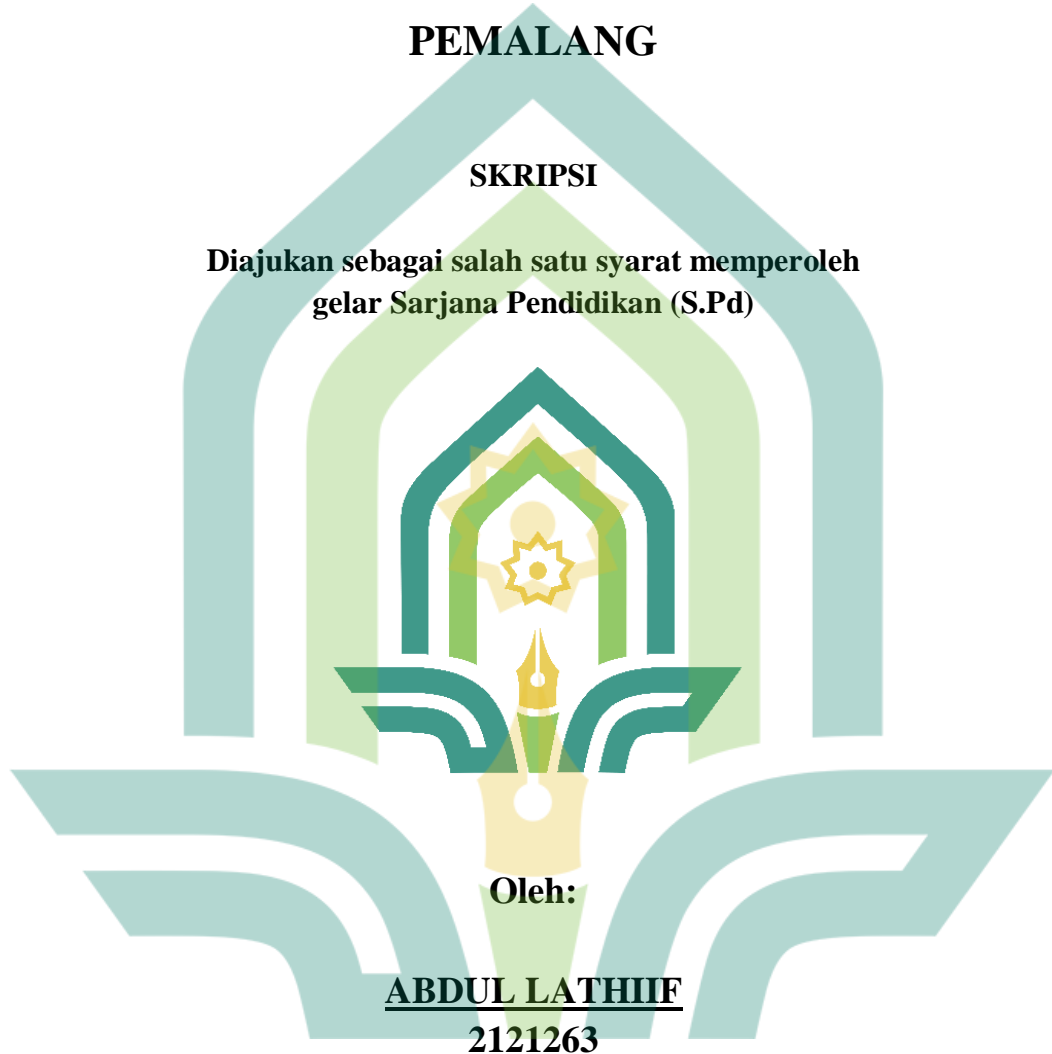 PEMALANG
SKRIPSI
Diajukan sebagai salah satu syarat memperoleh
gelar Sarjana Pendidikan (S.Pd)
Oleh:
ABDUL LATHIIF
2121263